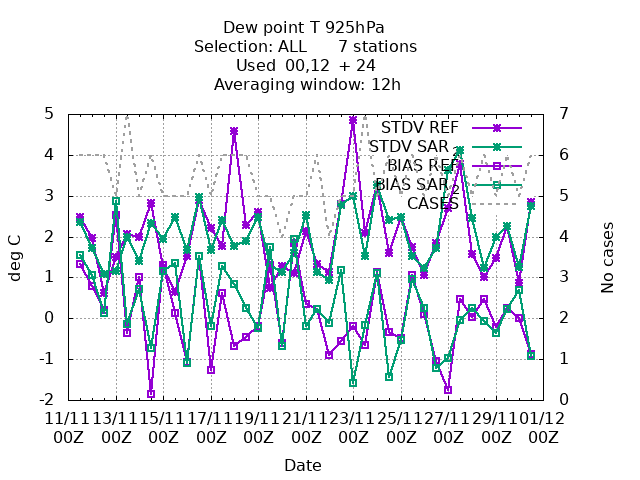 Dew point T 925hPa
Selection: ALL 7 stations
Used 00,12 + 24
Averaging window: 12h
5 7
STDV REF
STDV SAR
4 6
BIAS REF
BIAS SAR 2
3 5
CASES
2 4
deg C
No cases
1 3
0 2
-1 1
-2 0
11/11 13/11 15/11 17/11 19/11 21/11 23/11 25/11 27/11 29/11 01/12
00Z 00Z 00Z 00Z 00Z 00Z 00Z 00Z 00Z 00Z 00Z
Date